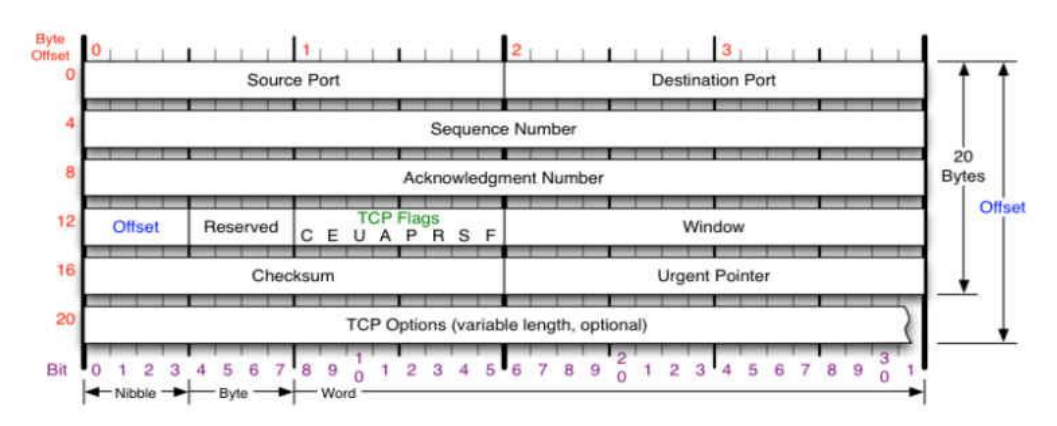 Byte
Offset
0 1 2 3
0 Source Port Destination Port
4 Sequence Number
8 Acknowledgment Number
20
Bytes
Offset
12 Offset Reserved TCP Flags Window
C E U A P R S F
16 Checksum Urgent Pointer
20 TCP Options (variable length, optional)
Bit 0 1 2 3 4 5 6 7 8 9 1 0 1 2 3 4 5 6 7 8 9 2 0 1 2 3 4 5 6 7 8 9 3 0 1
Nibble Byte Word